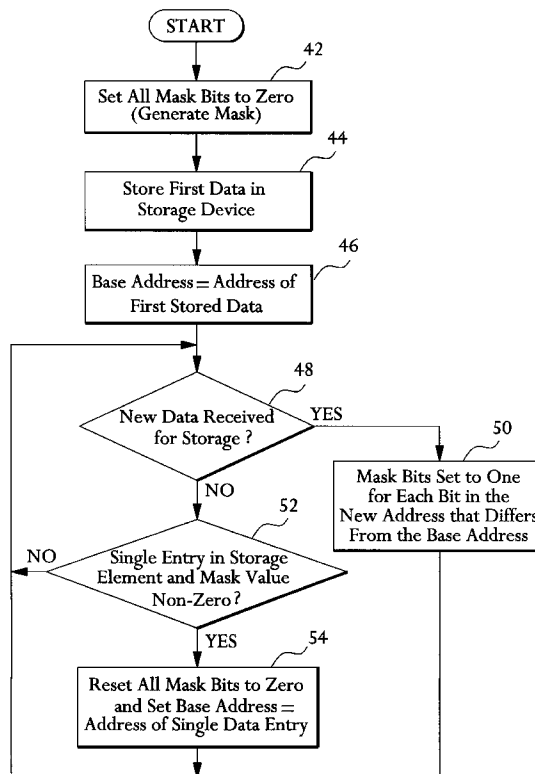 START
42
Set All Mask Bits to Zero
(Generate Mask)
44
Store First Data in
Storage Device
46
Base Address = Address of
First Stored Data
48
New Data Received
for Storage ?
YES
NO
50
Mask Bits Set to One
for Each Bit in the
New Address that Differs
From the Base Address
52
Single Entry in Storage
Element and Mask Value
Non-Zero ?
NO
YES
54
Reset All Mask Bits to Zero
and Set Base Address =
Address of Single Data Entry